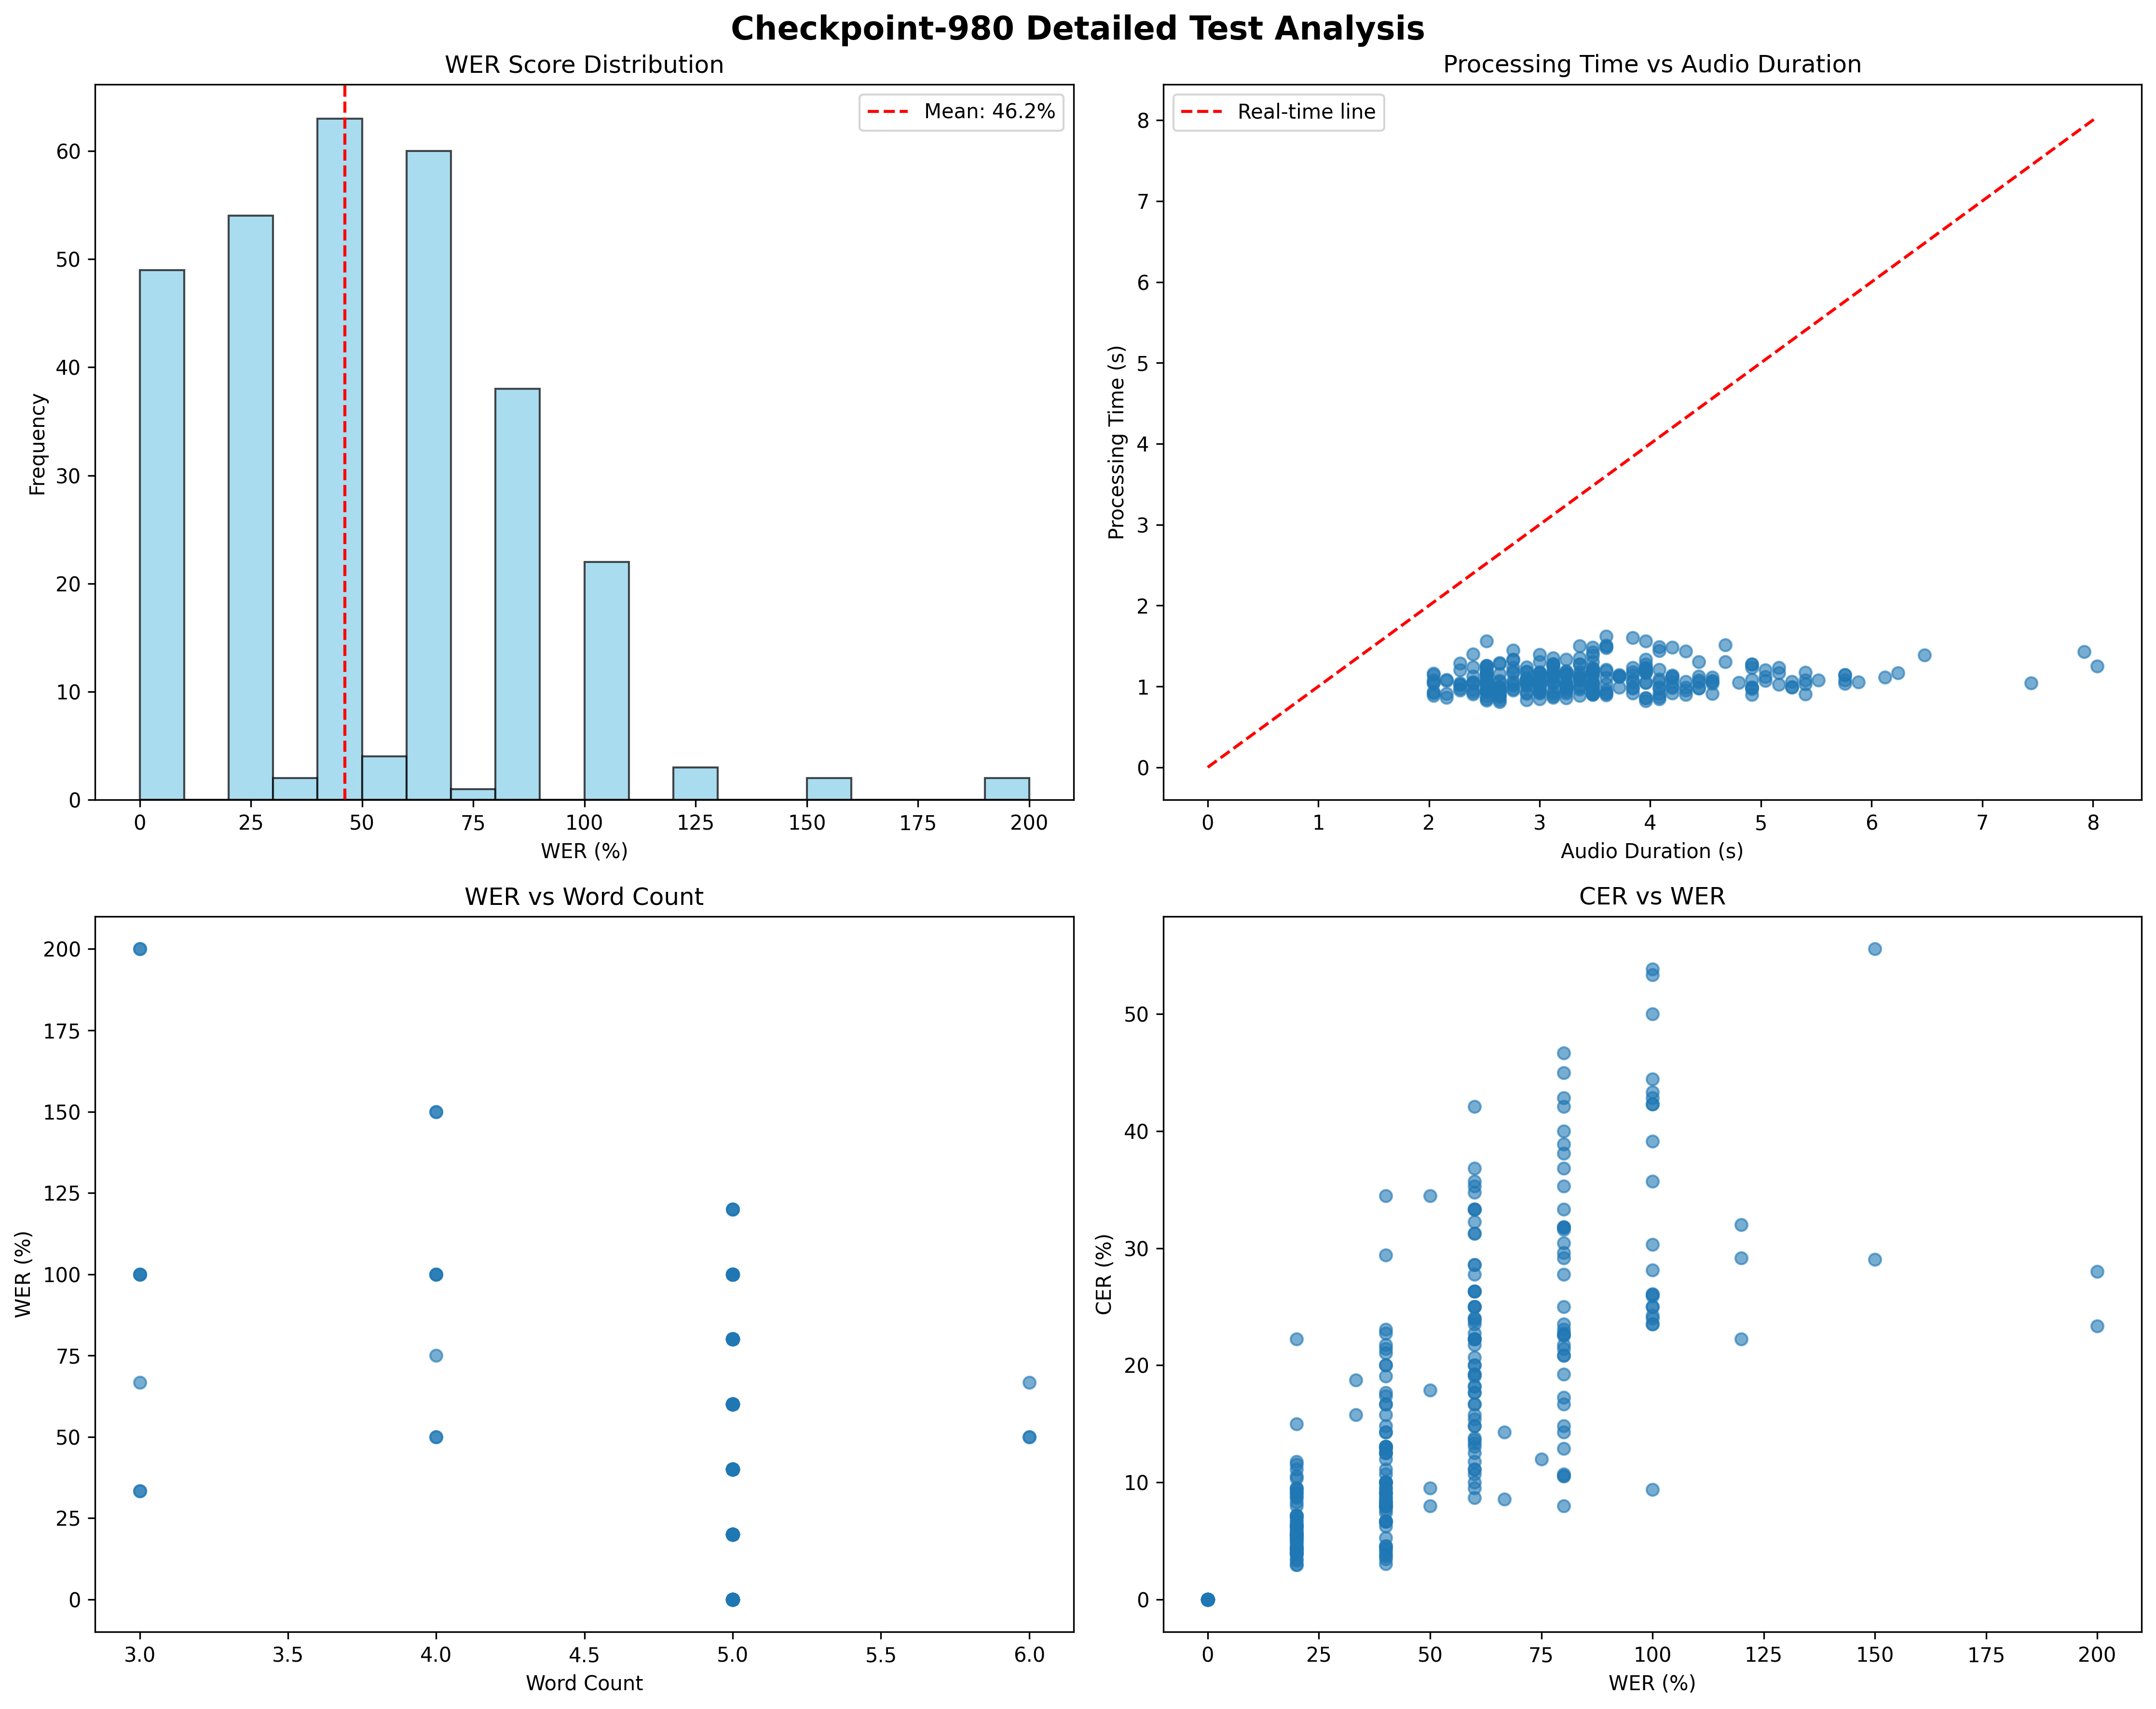 Checkpoint-980 Detailed Test Analysis
WER Score Distribution
Mean: 46.2%
Frequency
60
50
40
30
20
10
0
0 25 50 75 100 125 150 175 200
WER (%)
Processing Time vs Audio Duration
Real-time line
Processing Time (s)
8
7
6
5
4
3
2
1
0
0 1 2 3 4 5 6 7 8
Audio Duration (s)
WER vs Word Count
WER (%)
200
175
150
125
100
75
50
25
0
3.0 3.5 4.0 4.5 5.0 5.5 6.0
Word Count
CER vs WER
CER (%)
50
40
30
20
10
0
0 25 50 75 100 125 150 175 200
WER (%)